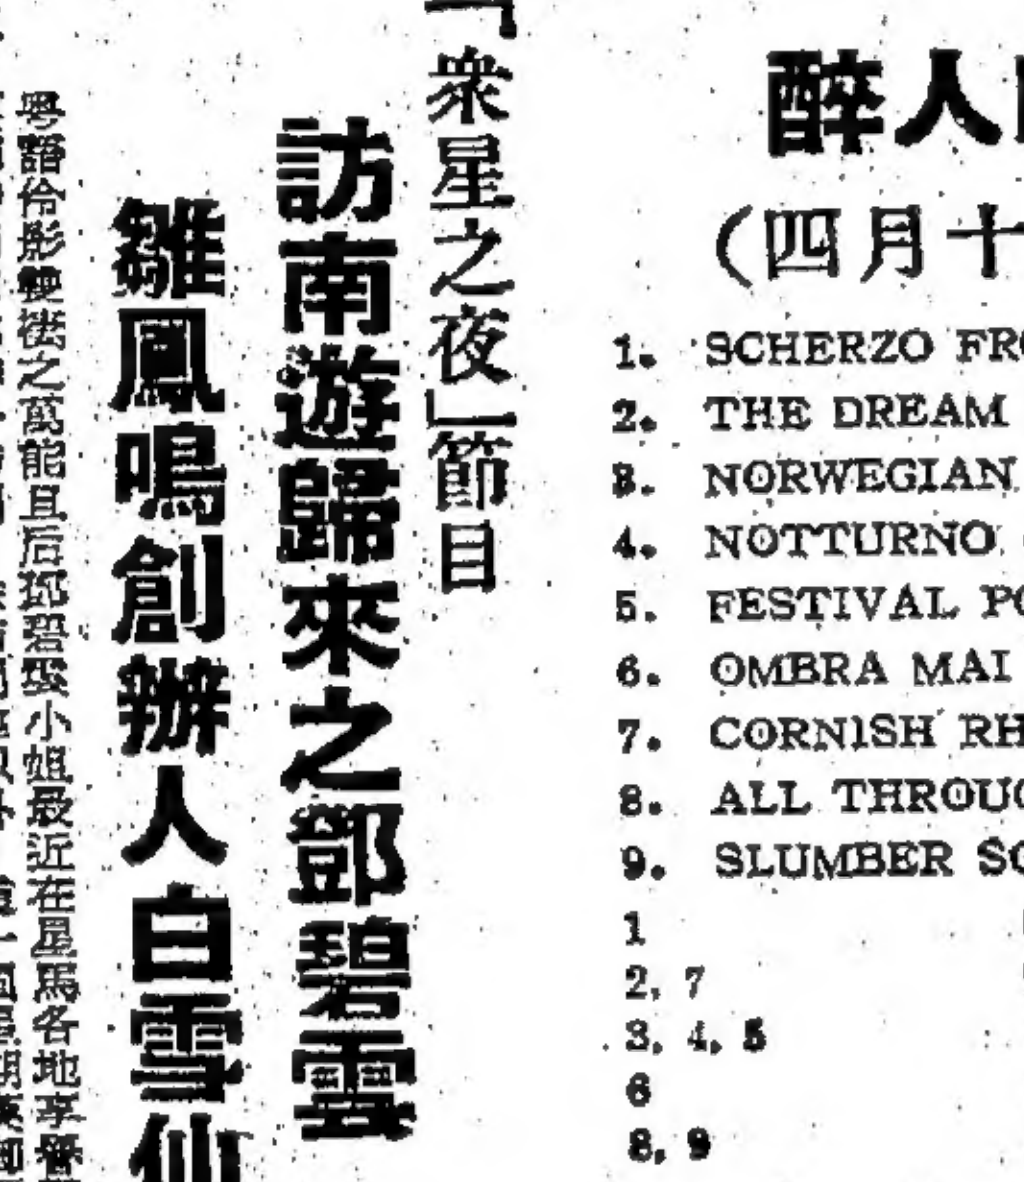 醉人
(四月十
1. SCHERZO FRO
2. THE DREAM
3. NORWEGIAN
4. NOTTURNO
5. FESTIVAL PO
6. OMBRA MAI
7. CORNISH RH
8. ALL THROUG
9. SLUMBER SO
1
2, 7
3, 4, 5
6
8, 9
「衆星之夜」節目
訪南遊歸來之鄧碧雲
雛鳳鳴創辦人白雪仙
粵語伶影雙棲之萬能旦后鄧碧雲小姐最近在星馬各地享譽